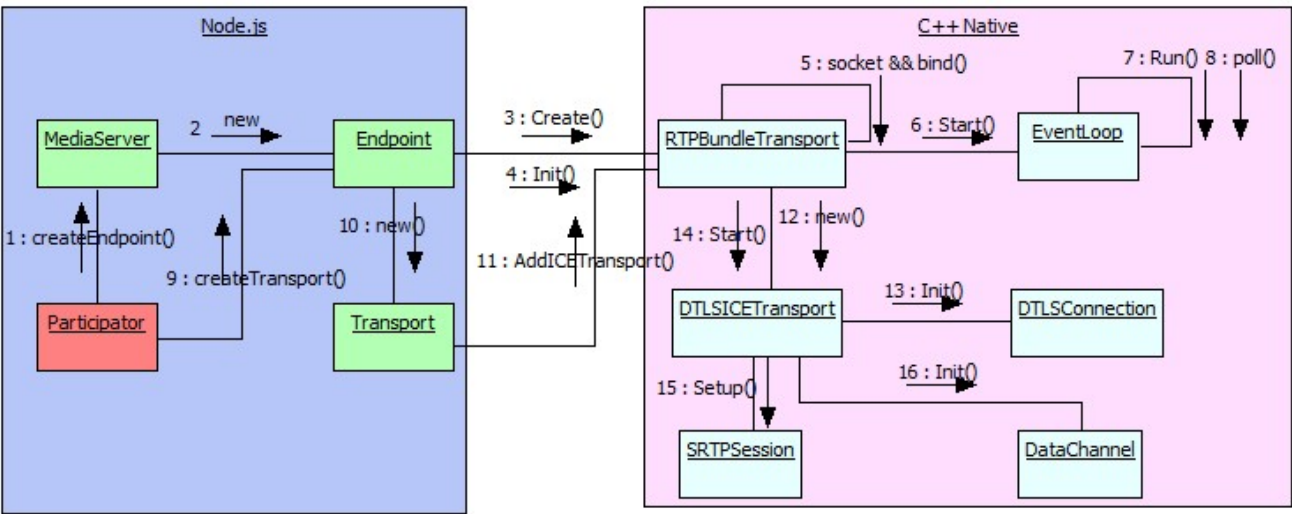 Node.js
C++ Native
5 : socket && bind()
7 : Run()
8 : poll()
MediaServer
2
new
Endpoint
3 : Create()
RTPBundleTransport
6 : Start()
EventLoop
4 : Init()
1 : createEndpoint()
10 : new()
14 : Start()
12 : new()
9 : createTransport()
11 : AddICETransport()
Participator
Transport
DTLSICETransport
13 : Init()
DTLSConnection
15 : Setup()
16 : Init()
SRTPSession
DataChannel